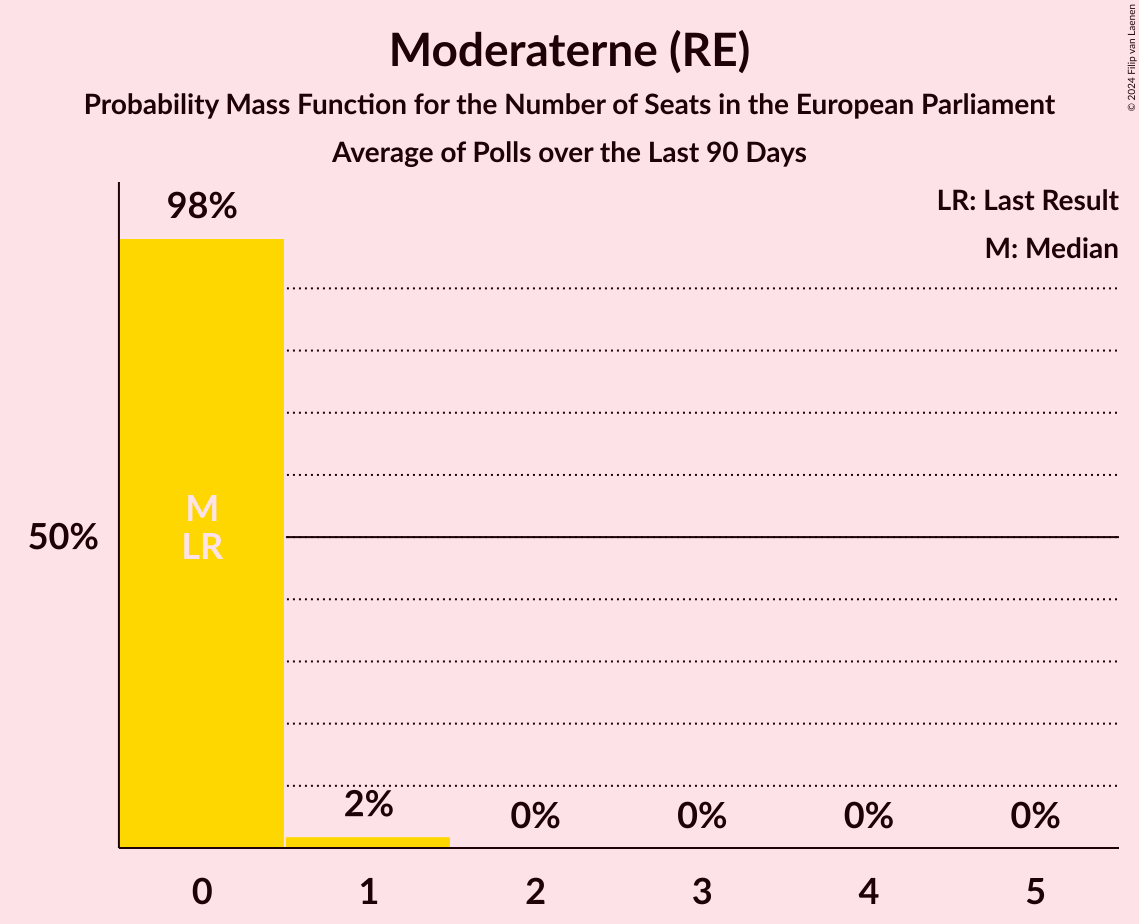 Moderaterne (RE)
Probability Mass Function for the Number of Seats in the European Parliament
Average of Polls over the Last 90 Days
© 2024 Filip van Laenen
LR: Last Result
M: Median
98%
M
LR
50%
2%
0%
0%
0%
0%
0
1
2
3
4
5